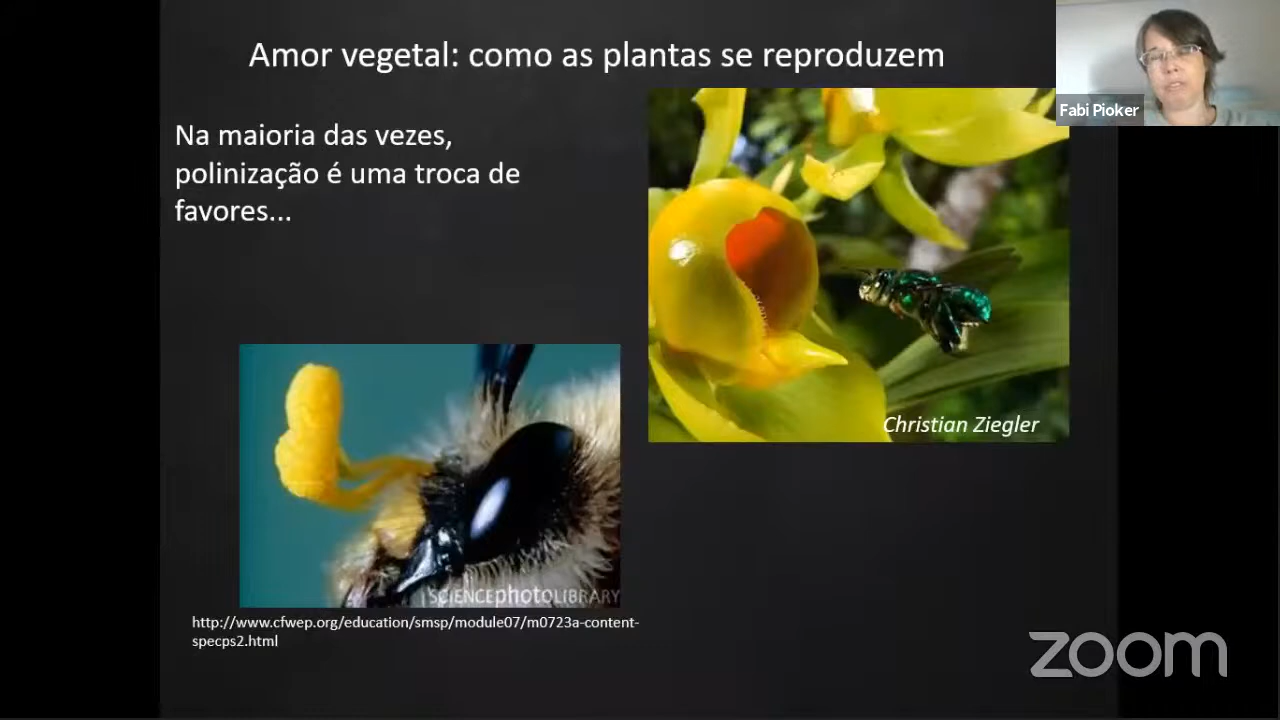 Amor vegetal: como as plantas se reproduzem
Fabi Pioker
Na maioria das vezes,
polinização é uma troca de
favores...
Christian Ziegler
SCIENCEPHOTOLIBRARY
http://www.cfwep.org/education/smsp/module07/m0723a-content-
specps2.html
zoom